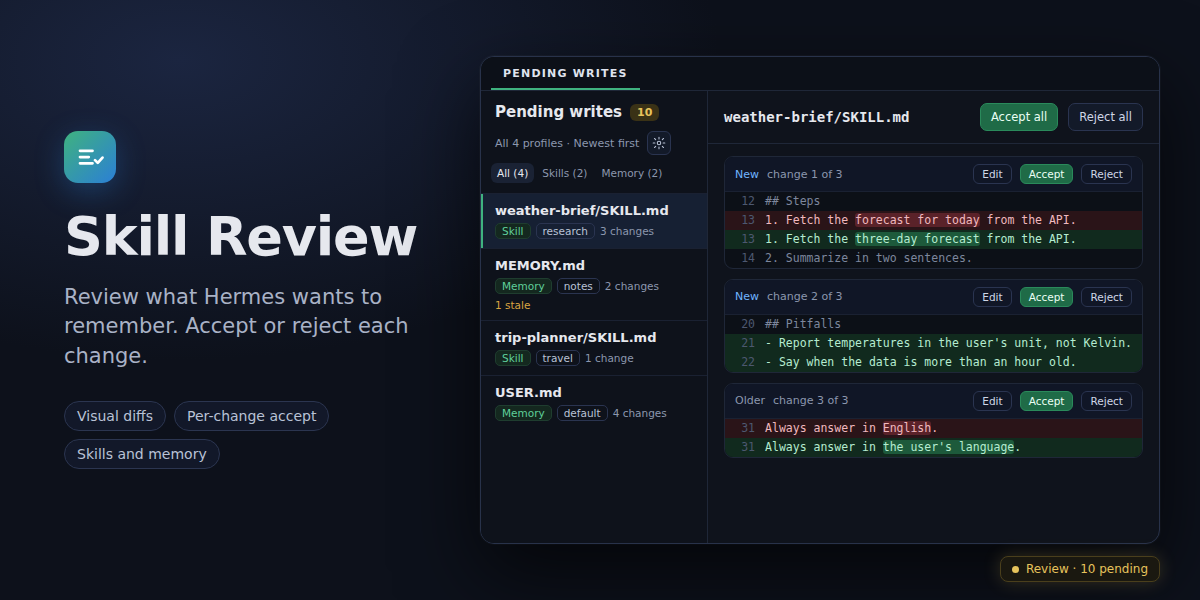 Skill Review
Review what Hermes wants to
remember. Accept or reject each
change.
Visual diffs
Per-change accept
Skills and memory
PENDING WRITES
Pending writes 10
All 4 profiles · Newest first
All (4) Skills (2) Memory (2)
weather-brief/SKILL.md
Skill research 3 changes
MEMORY.md
Memory notes 2 changes
1 stale
trip-planner/SKILL.md
Skill travel 1 change
USER.md
Memory default 4 changes
weather-brief/SKILL.md Accept all Reject all
New change 1 of 3 Edit Accept Reject
12 ## Steps
13 1. Fetch the forecast for today from the API.
13 1. Fetch the three-day forecast from the API.
14 2. Summarize in two sentences.
New change 2 of 3 Edit Accept Reject
20 ## Pitfalls
21 - Report temperatures in the user's unit, not Kelvin.
22 - Say when the data is more than an hour old.
Older change 3 of 3 Edit Accept Reject
31 Always answer in English.
31 Always answer in the user's language.
Review · 10 pending